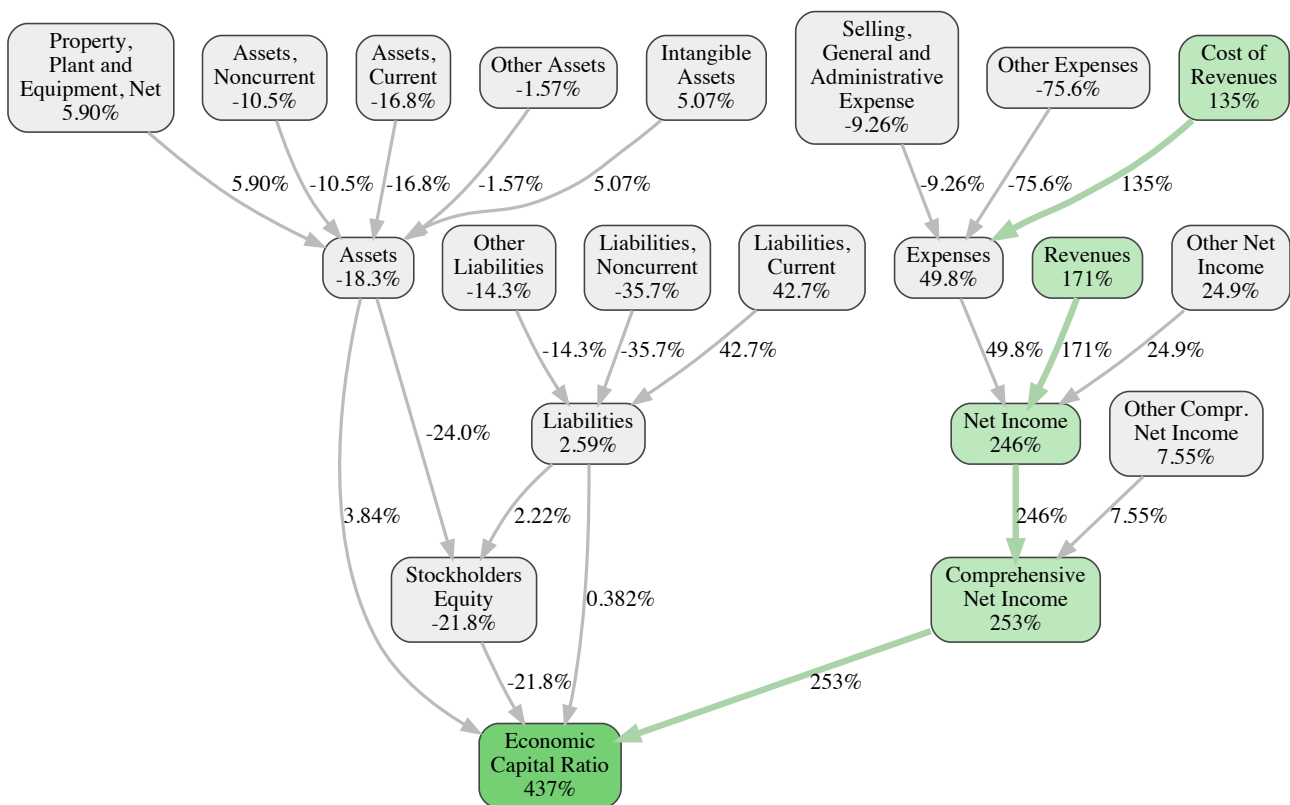 Property,
Plant and
Equipment, Net
5.90%
Assets,
Noncurrent
-10.5%
Assets,
Current
-16.8%
Other Assets
-1.57%
Intangible
Assets
5.07%
Selling,
General and
Administrative
Expense
-9.26%
Other Expenses
-75.6%
Cost of
Revenues
135%
5.90%
-10.5%
-16.8%
-1.57%
5.07%
-9.26%
-75.6%
135%
Assets
-18.3%
Other
Liabilities
-14.3%
Liabilities,
Noncurrent
-35.7%
Liabilities,
Current
42.7%
Expenses
49.8%
Revenues
171%
Other Net
Income
24.9%
-14.3%
-35.7%
42.7%
49.8%
171%
24.9%
-24.0%
Liabilities
2.59%
Net Income
246%
Other Compr.
Net Income
7.55%
3.84%
2.22%
0.382%
246%
7.55%
Stockholders
Equity
-21.8%
Comprehensive
Net Income
253%
-21.8%
253%
Economic
Capital Ratio
437%